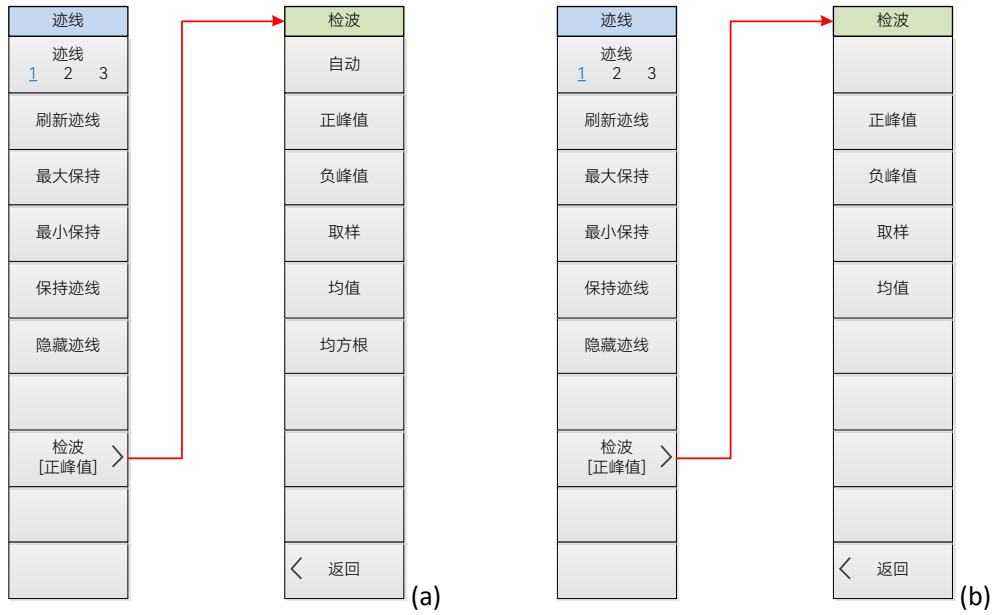 迹线
迹线
1 2 3
刷新迹线
最大保持
最小保持
保持迹线
隐藏迹线
检波
[正峰值]
检波
自动
正峰值
负峰值
取样
均值
均方根
返回
(a)
迹线
迹线
1 2 3
刷新迹线
最大保持
最小保持
保持迹线
隐藏迹线
检波
[正峰值]
检波
正峰值
负峰值
取样
均值
返回
(b)